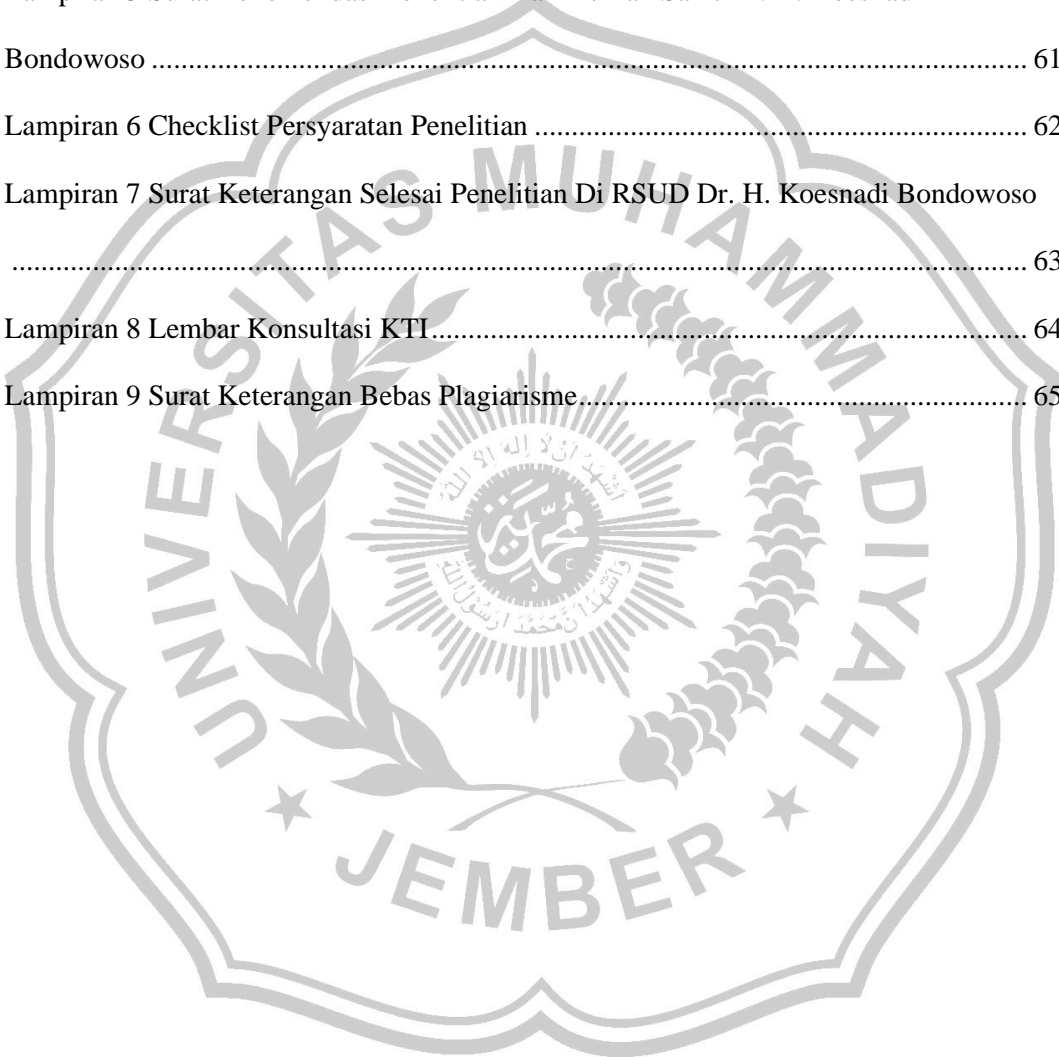 Bondowoso ........................................................................................................................ 61
Lampiran 6 Checklist Persyaratan Penelitian .................................................................... 62
Lampiran 7 Surat Keterangan Selesai Penelitian Di RSUD Dr. H. Koesnadi Bondowoso
.......................................................................................................................................... 63
Lampiran 8 Lembar Konsultasi KTI.................................................................................. 64
Lampiran 9 Surat Keterangan Bebas Plagiarisme.............................................................. 65
UNIVERSITAS MUHAMMADIYAH
JEMBER